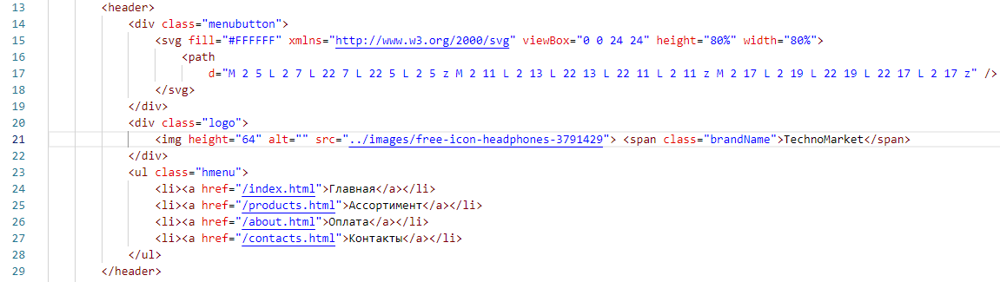 13 <header>
14 <div class="menubutton">
15 <svg fill="#FFFFFF" xmlns="http://www.w3.org/2000/svg" viewBox="0 0 24 24" height="80%" width="80%">
16 <path
17 d="M 2 5 L 2 7 L 22 7 L 22 5 L 2 5 z M 2 11 L 2 13 L 22 13 L 22 11 L 2 11 z M 2 17 L 2 19 L 22 19 L 22 17 L 2 17 z" />
18 </svg>
19 </div>
20 <div class="logo">
21 <img height="64" alt="" src="../images/free-icon-headphones-3791429"> <span class="brandName">TechnoMarket</span>
22 </div>
23 <ul class="hmenu">
24 <li><a href="/index.html">Главная</a></li>
25 <li><a href="/products.html">Ассортимент</a></li>
26 <li><a href="/about.html">Оплата</a></li>
27 <li><a href="/contacts.html">Контакты</a></li>
28 </ul>
29 </header>